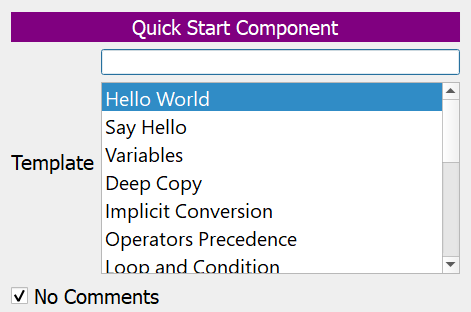 Quick Start Component
Hello World
Say Hello
Variables
Template
Deep Copy
Implicit Conversion
Operators Precedence
Loop and Condition
No Comments